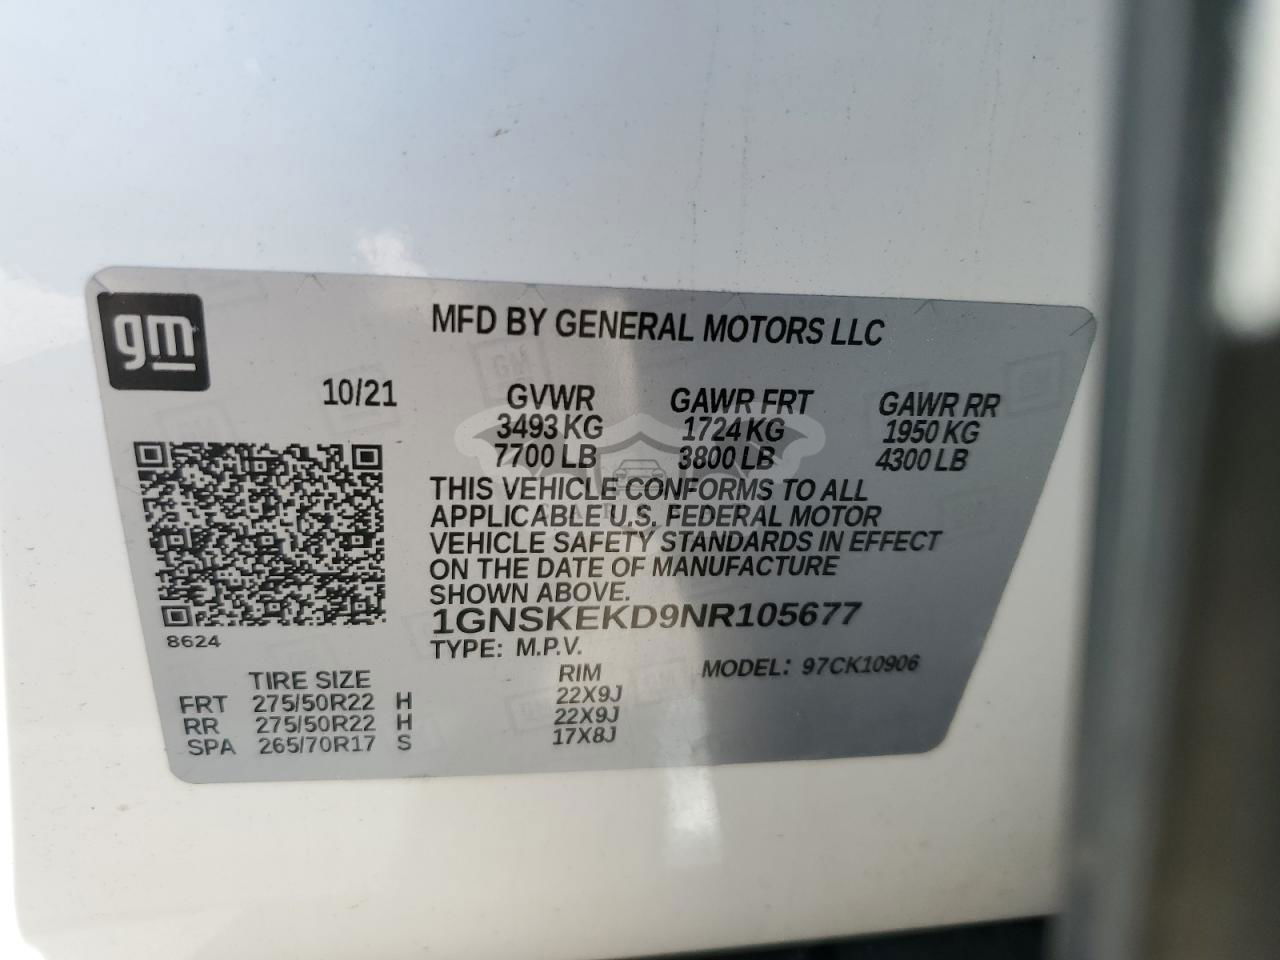 gm
MFD BY GENERAL MOTORS LLC
10/21 GVWR GAWR FRT GAWR RR
3493 KG 1724 KG 1950 KG
7700 LB 3800 LB 4300 LB
THIS VEHICLE CONFORMS TO ALL
APPLICABLE U.S. FEDERAL MOTOR
VEHICLE SAFETY STANDARDS IN EFFECT
ON THE DATE OF MANUFACTURE
SHOWN ABOVE.
1GNSKEKD9NR105677
8624
TYPE: M.P.V. MODEL: 97CK10906
TIRE SIZE RIM
FRT 275/50R22 H 22X9J
RR 275/50R22 H 22X9J
SPA 265/70R17 S 17X8J